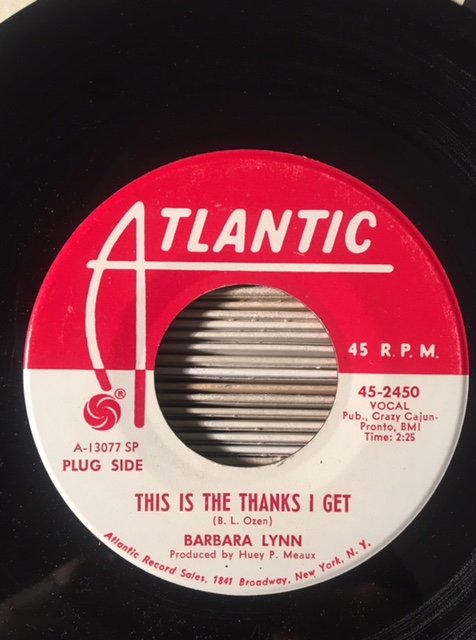 ATLANTIC
45 R.P.M.
®
A-13077 SP
PLUG SIDE
45-2450
VOCAL
Pub., Crazy Cajun-
Pronto, BMI
Time: 2:25
THIS IS THE THANKS I GET
(B. L. Ozen)
BARBARA LYNN
Produced by Huey P. Meaux
Atlantic Record Sales, 1841 Broadway, New York, N. Y.